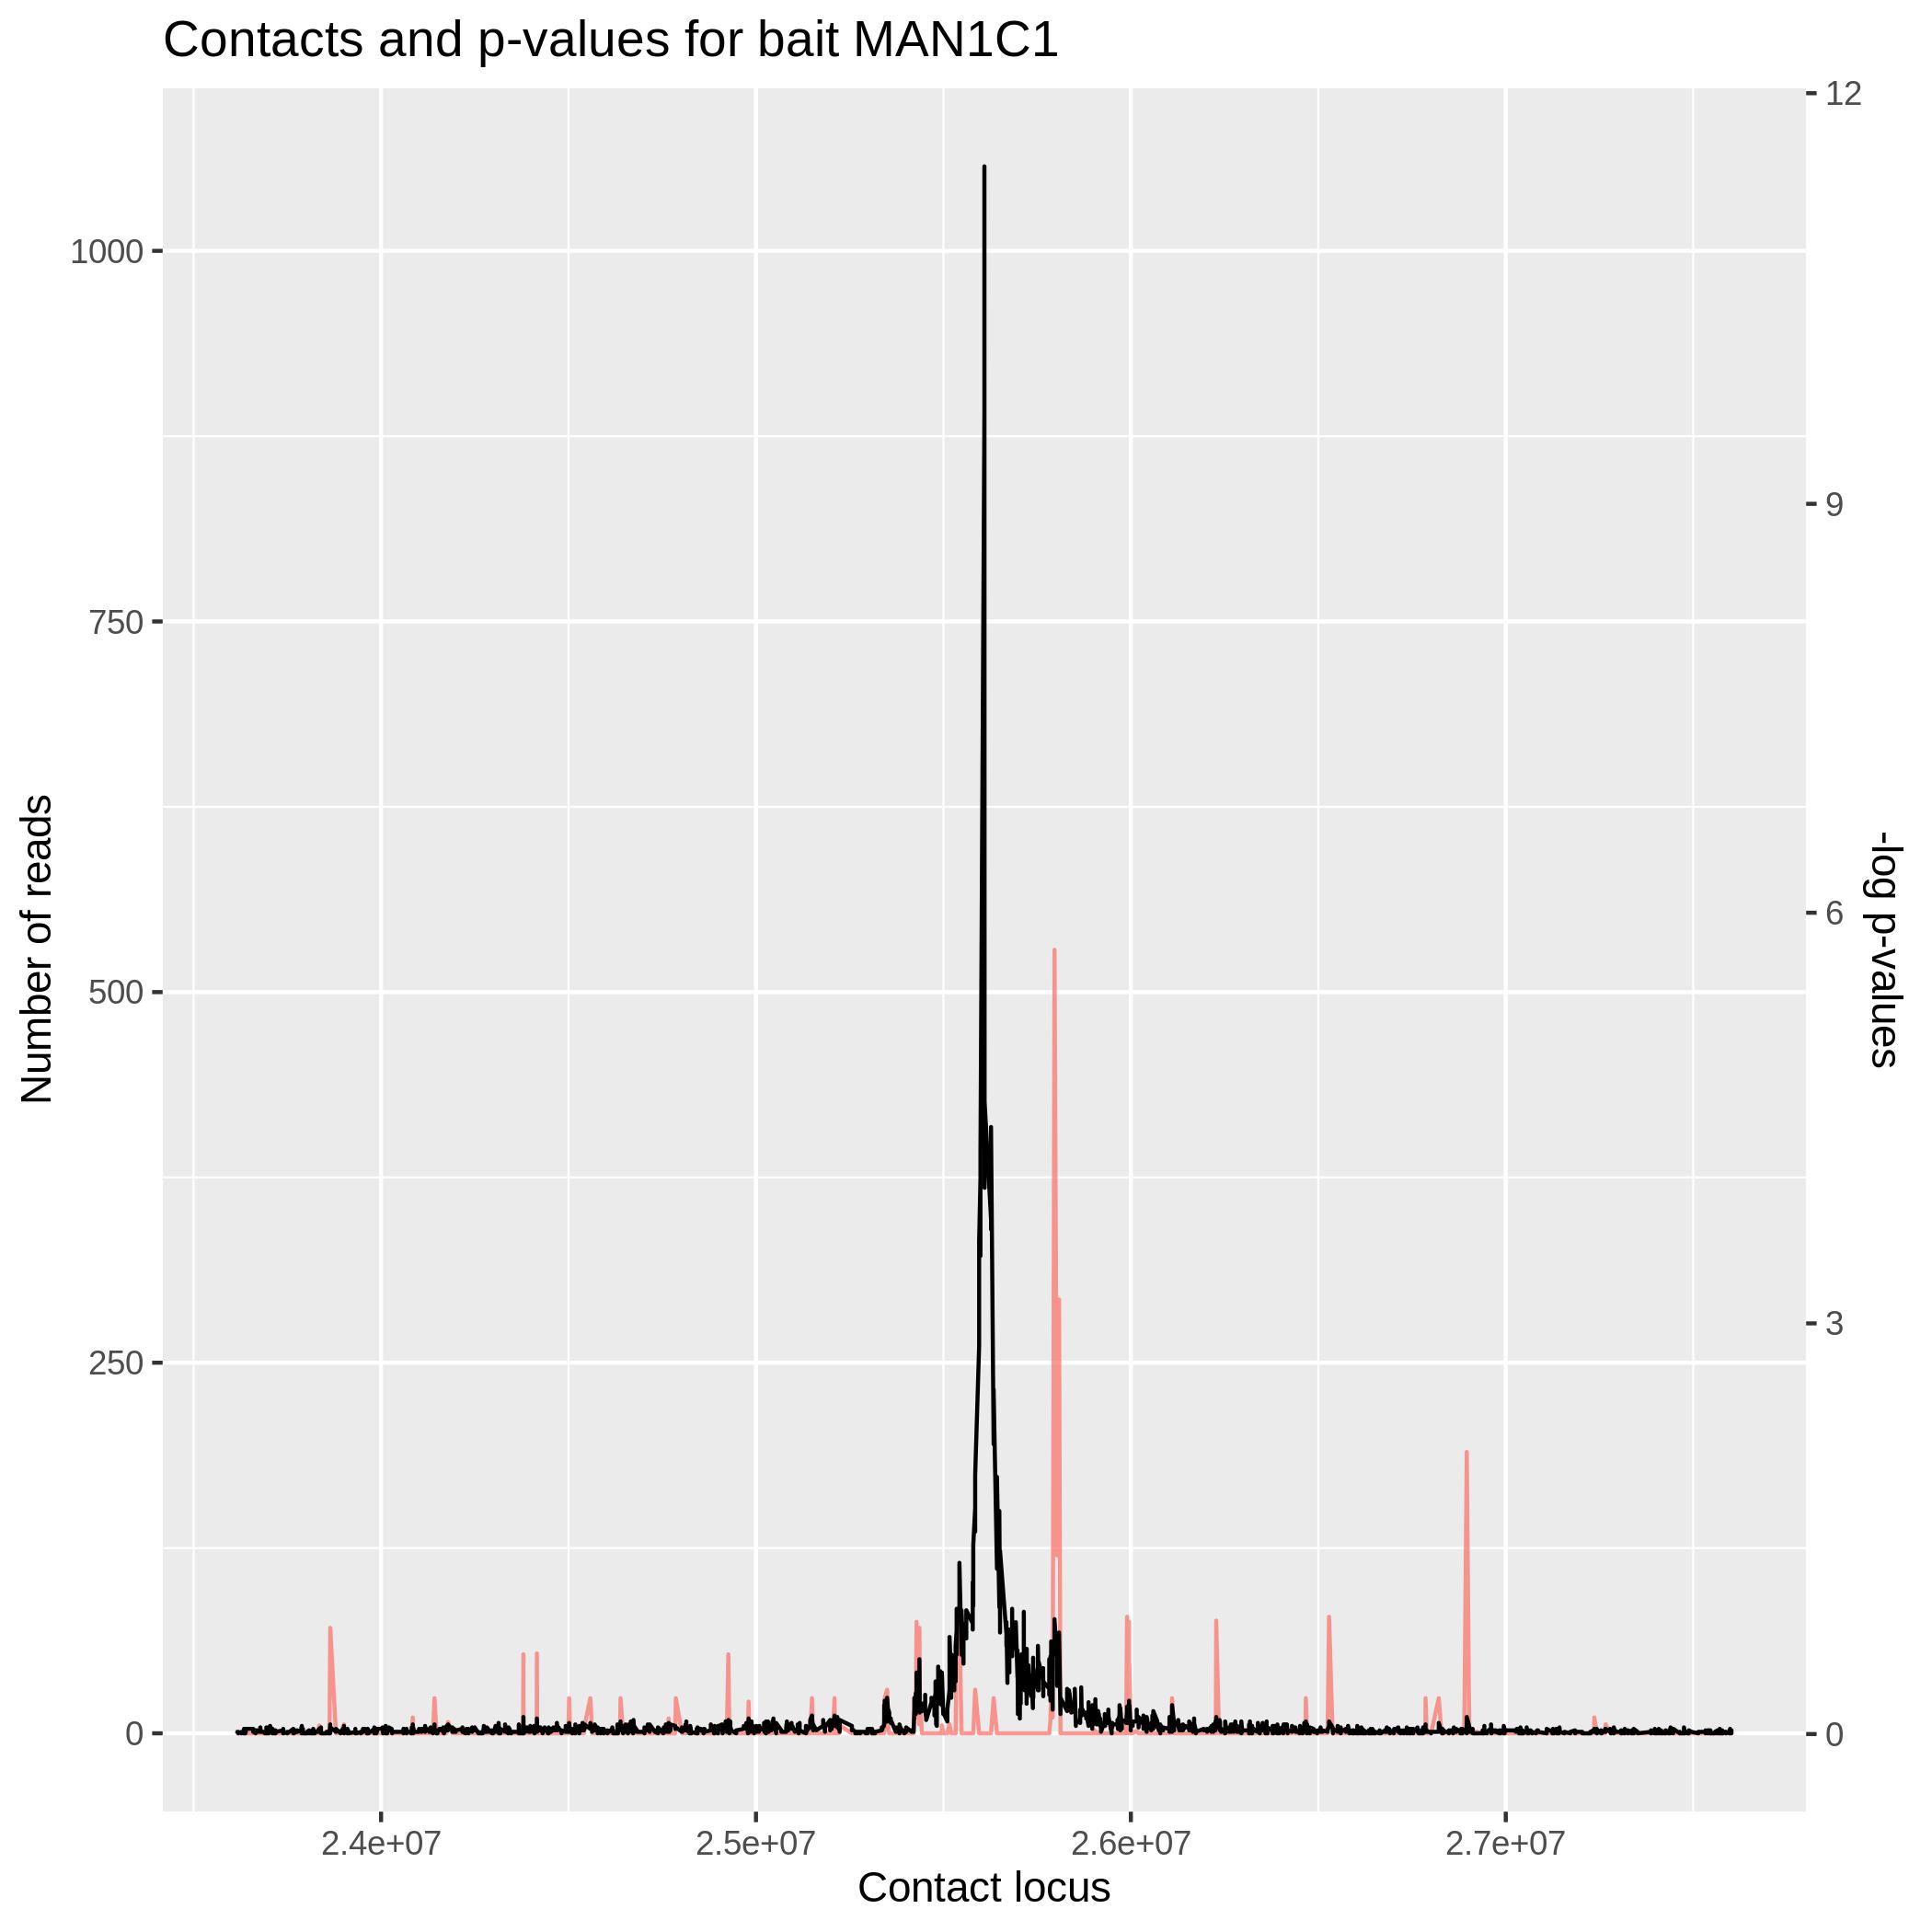 Contacts and p-values for bait MAN1C1
12
1000
9
750
Number of reads
-log p-values
6
500
3
250
0
0
2.4e+07 2.5e+07 2.6e+07 2.7e+07
Contact locus